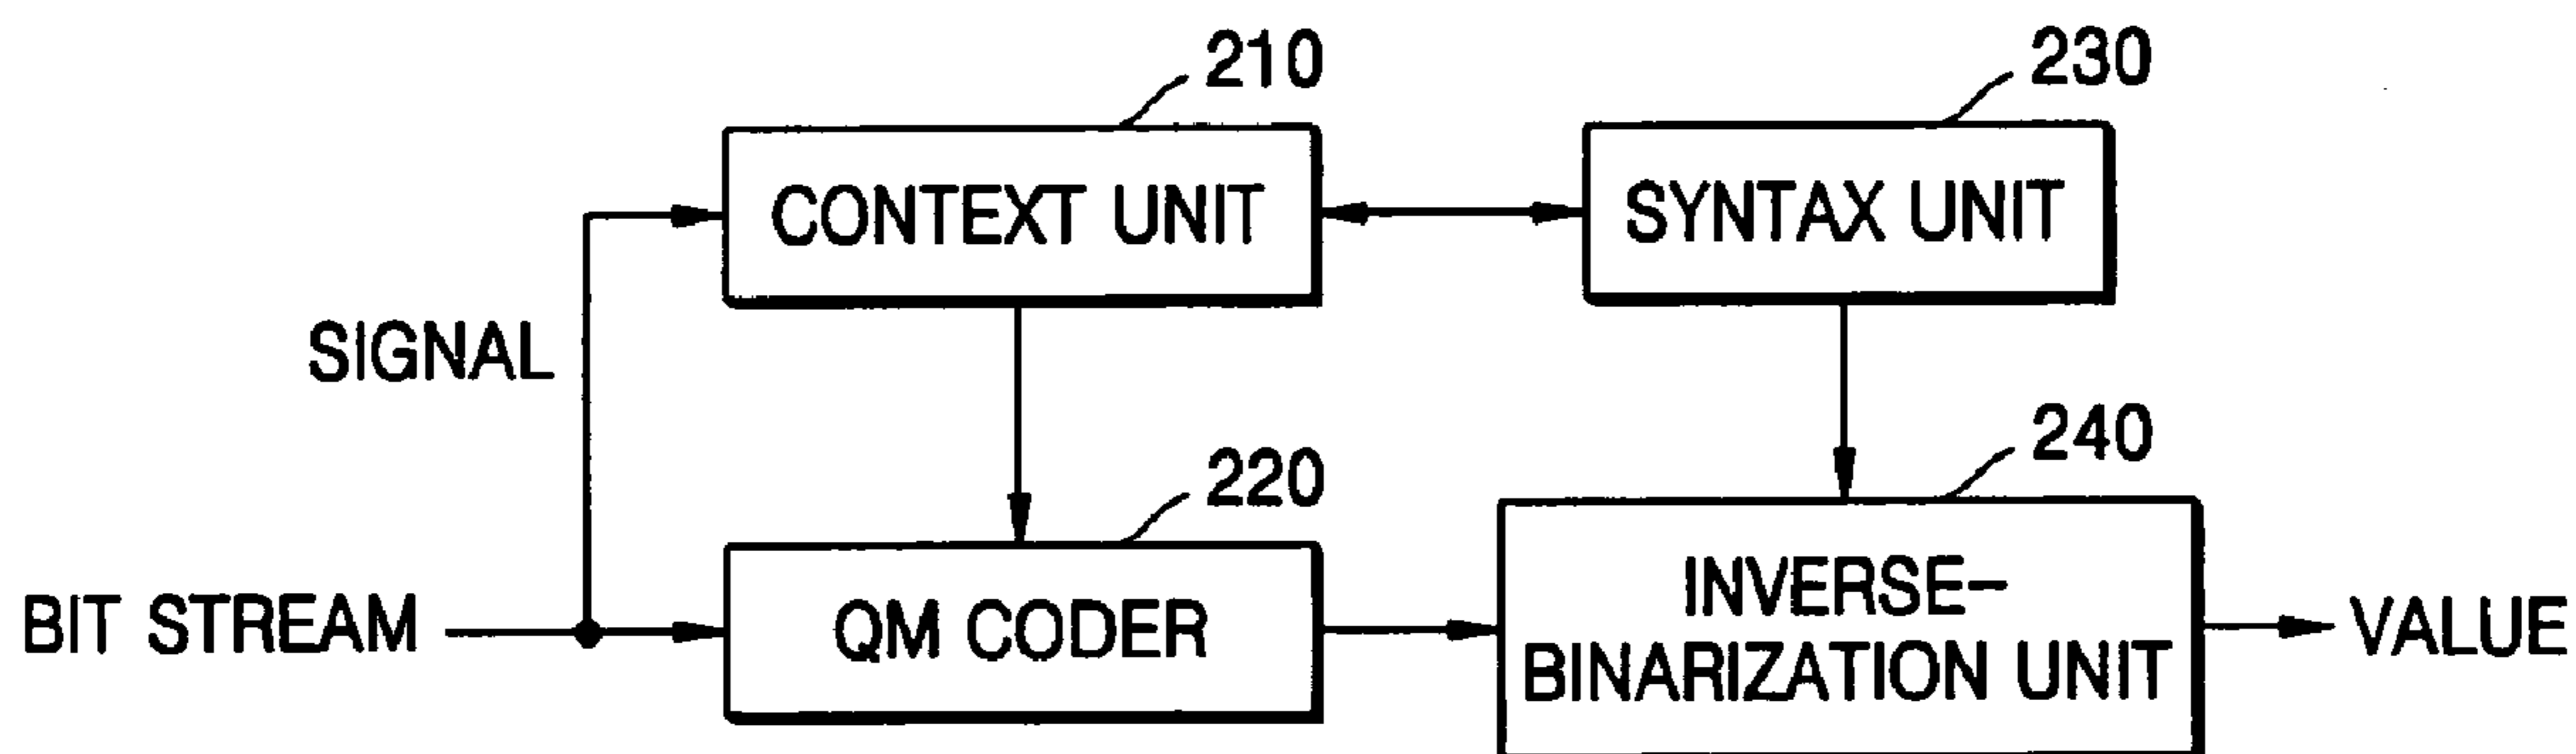 210
230
CONTEXT UNIT
SYNTAX UNIT
SIGNAL
220
240
BIT STREAM
QM CODER
INVERSE-
BINARIZATION UNIT
VALUE